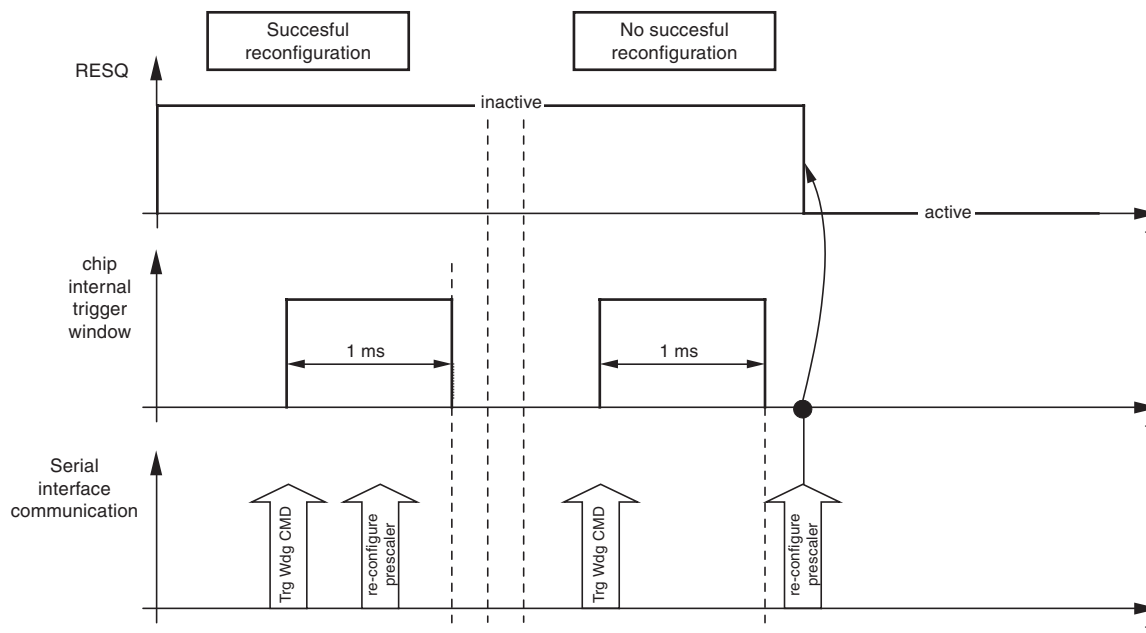 Succesful
reconfiguration
No succesful
reconfiguration
RESQ
inactive
active
chip
internal
trigger
window
1 ms
1 ms
Serial
interface
communication
Trg Wdg CMD
re-configure
prescaler
Trg Wdg CMD
re-configure
prescaler